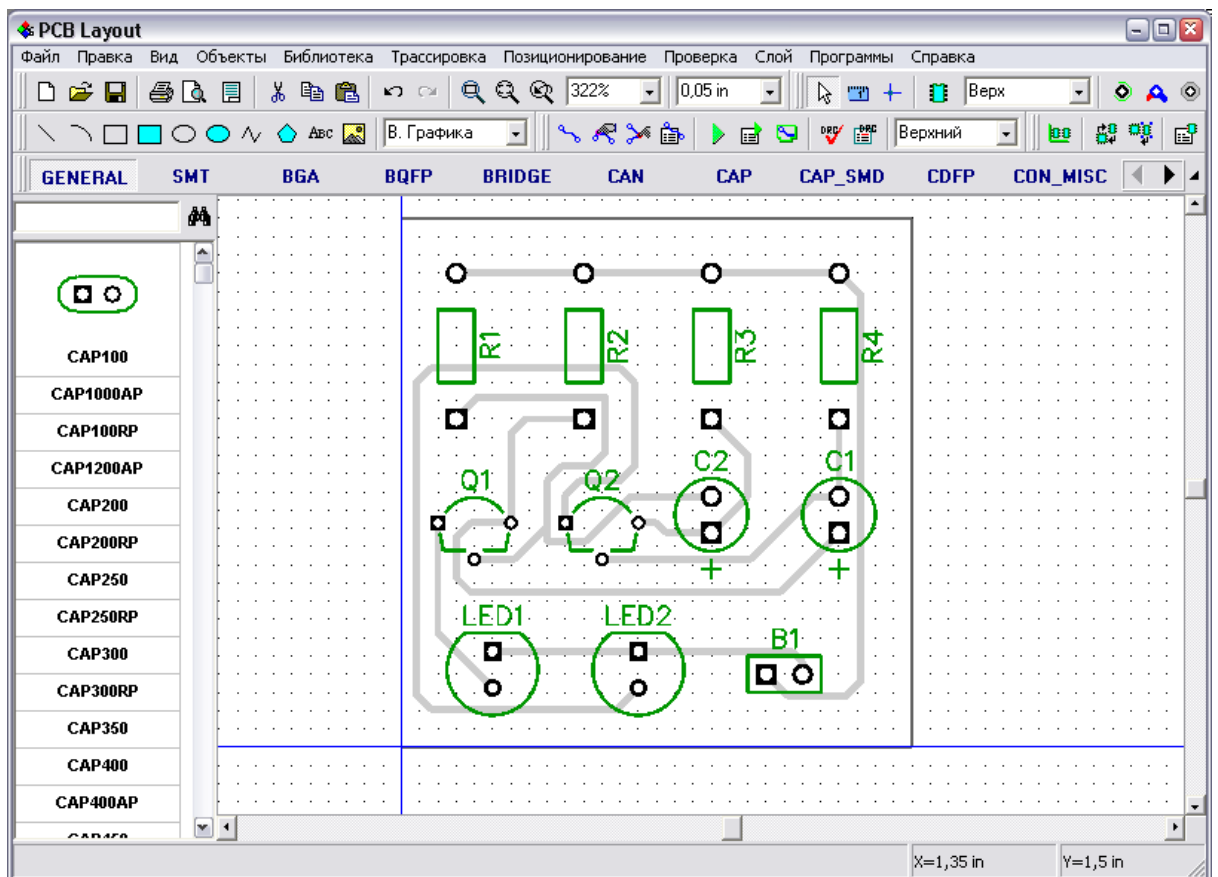 PCB Layout
Файл Правка Вид Объекты Библиотека Трассировка Позиционирование Проверка Слой Программы Справка
322% 0,05 in Верх
ABC В. Графика DRC DRC Верхний
GENERAL SMT BGA BQFP BRIDGE CAN CAP CAP_SMD CDFP CON_MISC
CAP100
CAP1000AP
CAP100RP
CAP1200AP
CAP200
CAP200RP
CAP250
CAP250RP
CAP300
CAP300RP
CAP350
CAP400
CAP400AP
R1 R2 R3 R4
Q1 Q2 C2 C1
+ +
LED1 LED2 B1
X=1,35 in Y=1,5 in